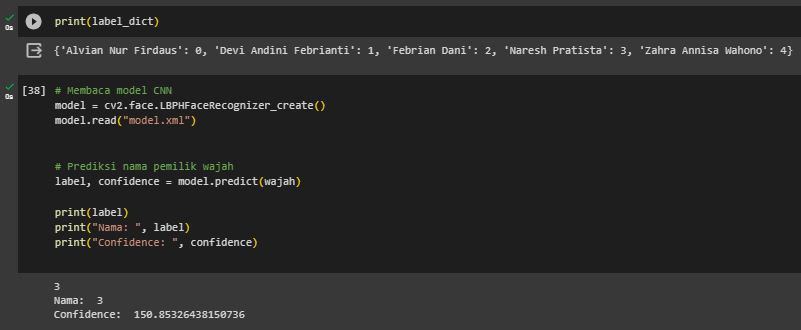 0s
print(label_dict)
{'Alvian Nur Firdaus': 0, 'Devi Andini Febrianti': 1, 'Febrian Dani': 2, 'Naresh Pratista': 3, 'Zahra Annisa Wahono': 4}
0s
[38] # Membaca model CNN
model = cv2.face.LBPHFaceRecognizer_create()
model.read("model.xml")
# Prediksi nama pemilik wajah
label, confidence = model.predict(wajah)
print(label)
print("Nama: ", label)
print("Confidence: ", confidence)
3
Nama:  3
Confidence:  150.85326438150736